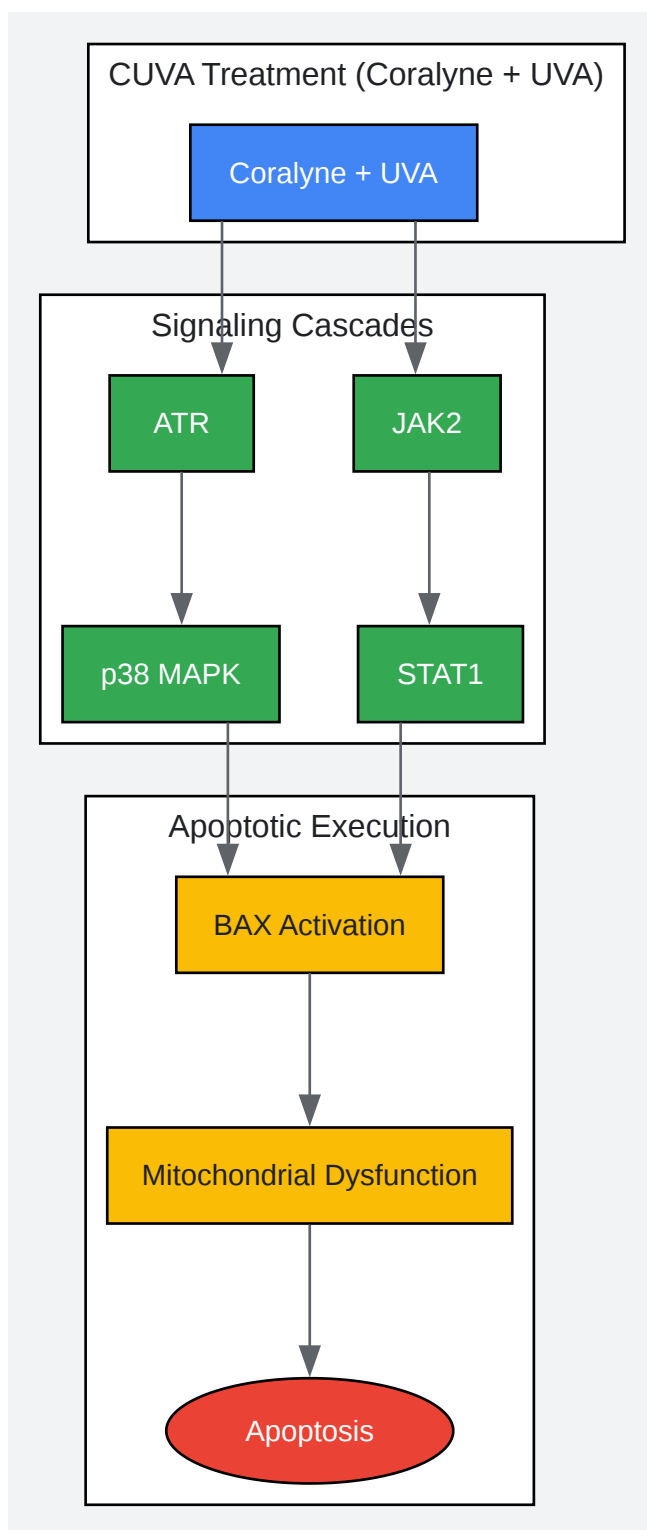 CUVA Treatment (Coralyne + UVA)
Coralyne + UVA
Signaling Cascades
ATR
JAK2
p38 MAPK
STAT1
Apoptotic Execution
BAX Activation
Mitochondrial Dysfunction
Apoptosis